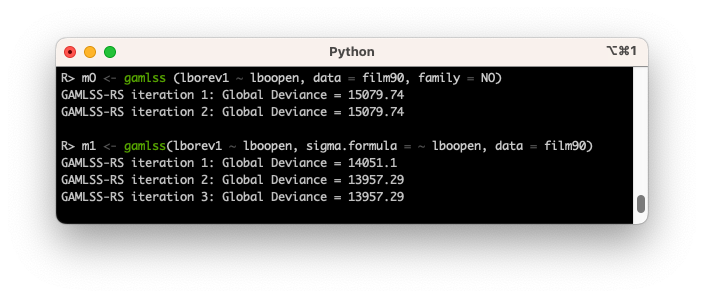 Python
⌥⌘1
R> m0 <- gamlss (lborev1 ~ lboopen, data = film90, family = NO)
GAMLSS-RS iteration 1: Global Deviance = 15079.74
GAMLSS-RS iteration 2: Global Deviance = 15079.74
R> m1 <- gamlss(lborev1 ~ lboopen, sigma.formula = ~ lboopen, data = film90)
GAMLSS-RS iteration 1: Global Deviance = 14051.1
GAMLSS-RS iteration 2: Global Deviance = 13957.29
GAMLSS-RS iteration 3: Global Deviance = 13957.29